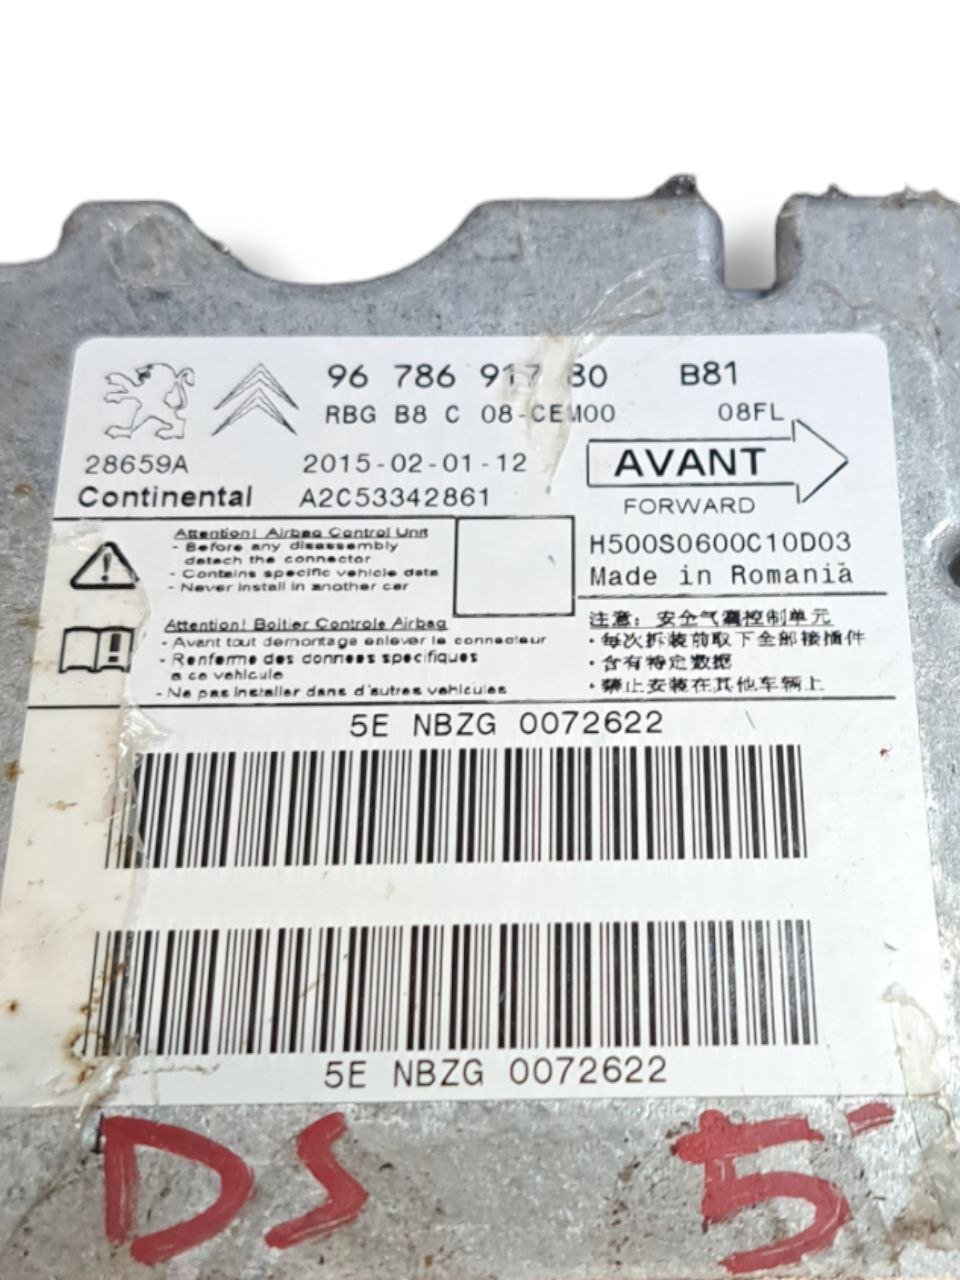 96 786 917 80 B81
RBG B8 C 08-CEM00 08FL
28659A 2015-02-01-12
AVANT
Continental A2C53342861
FORWARD
Attention! Airbag Control Unit
- Before any disassembly
detach the connector
- Contains specific vehicle data
- Never install in another car
H500S0600C10D03
Made in Romania
Attention! Boîtier Controle Airbag
- Avant tout demontage enlever le connecteur
- Renferme des donnees specifiques
a ce vehicule
- Ne pas installer dans d'autres vehicules
注意: 安全气囊控制单元
·每次拆装前取下全部接插件
·含有特定数据
·禁止安装在其他车辆上
5E NBZG 0072622
5E NBZG 0072622
DS 5